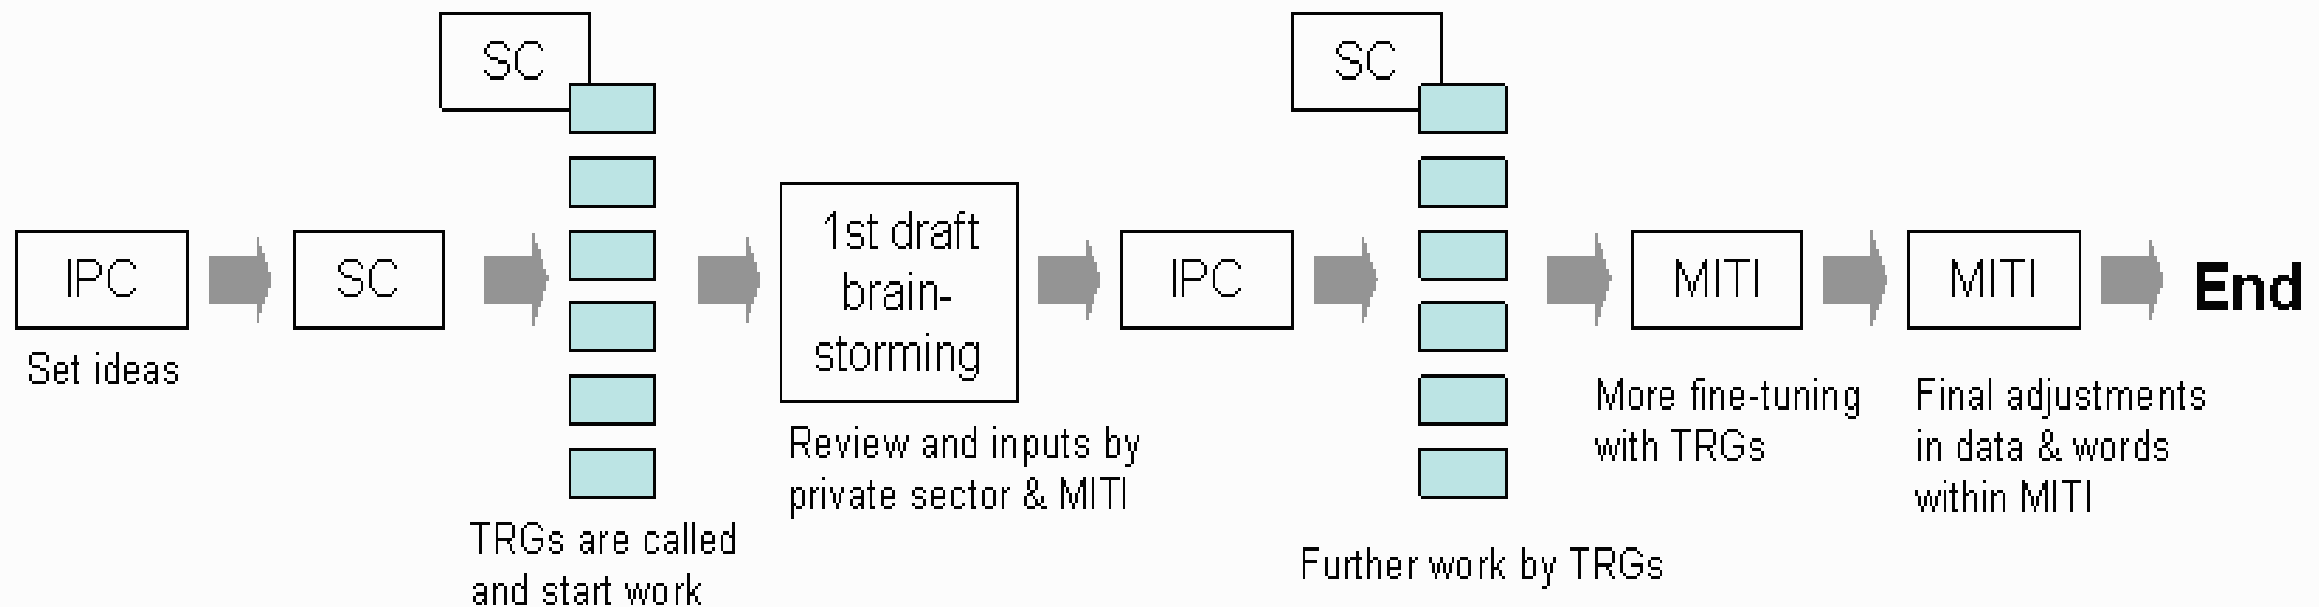 SC
SC
IPC
SC
1st draft
brain-
storming
IPC
MITI
MITI
End
Set ideas
TRGs are called
and start work
Review and inputs by
private sector & MITI
Further work by TRGs
More fine-tuning
with TRGs
Final adjustments
in data & words
within MITI